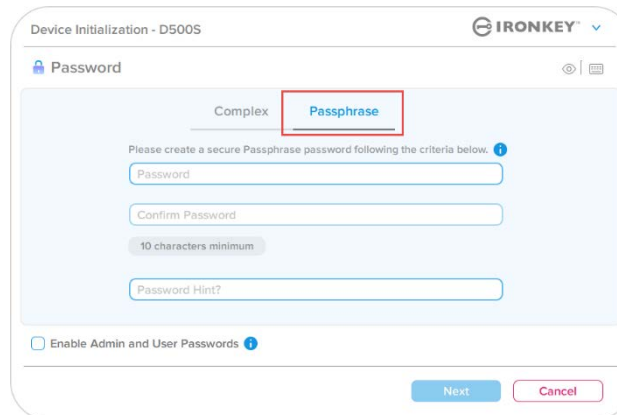 Device Initialization - D500S
IRONKEY™
Password
Complex
Passphrase
Please create a secure Passphrase password following the criteria below.
Password
Confirm Password
10 characters minimum
Password Hint?
Enable Admin and User Passwords
Next
Cancel